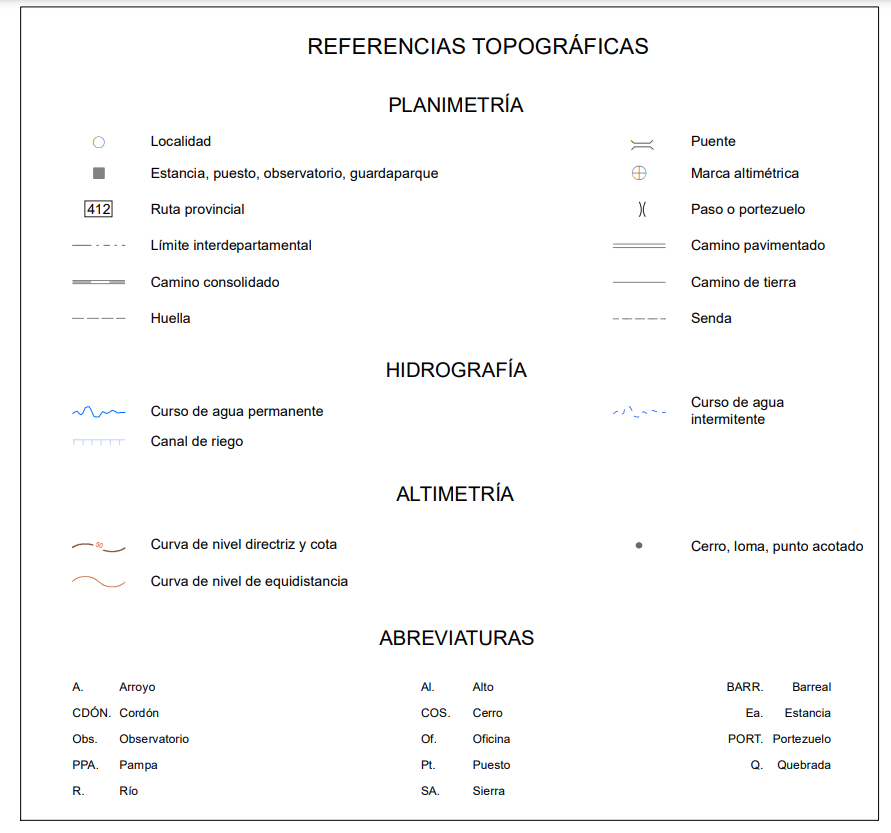 REFERENCIAS TOPOGRÁFICAS
PLANIMETRÍA
Localidad
Puente
Estancia, puesto, observatorio, guardaparque
Marca altimétrica
412 Ruta provincial
Paso o portezuelo
Límite interdepartamental
Camino pavimentado
Camino consolidado
Camino de tierra
Huella
Senda
HIDROGRAFÍA
Curso de agua permanente
Curso de agua
intermitente
Canal de riego
ALTIMETRÍA
50 Curva de nivel directriz y cota
Cerro, loma, punto acotado
Curva de nivel de equidistancia
ABREVIATURAS
A. Arroyo
Al. Alto
BARR. Barreal
CDÓN. Cordón
COS. Cerro
Ea. Estancia
Obs. Observatorio
Of. Oficina
PORT. Portezuelo
PPA. Pampa
Pt. Puesto
Q. Quebrada
R. Río
SA. Sierra